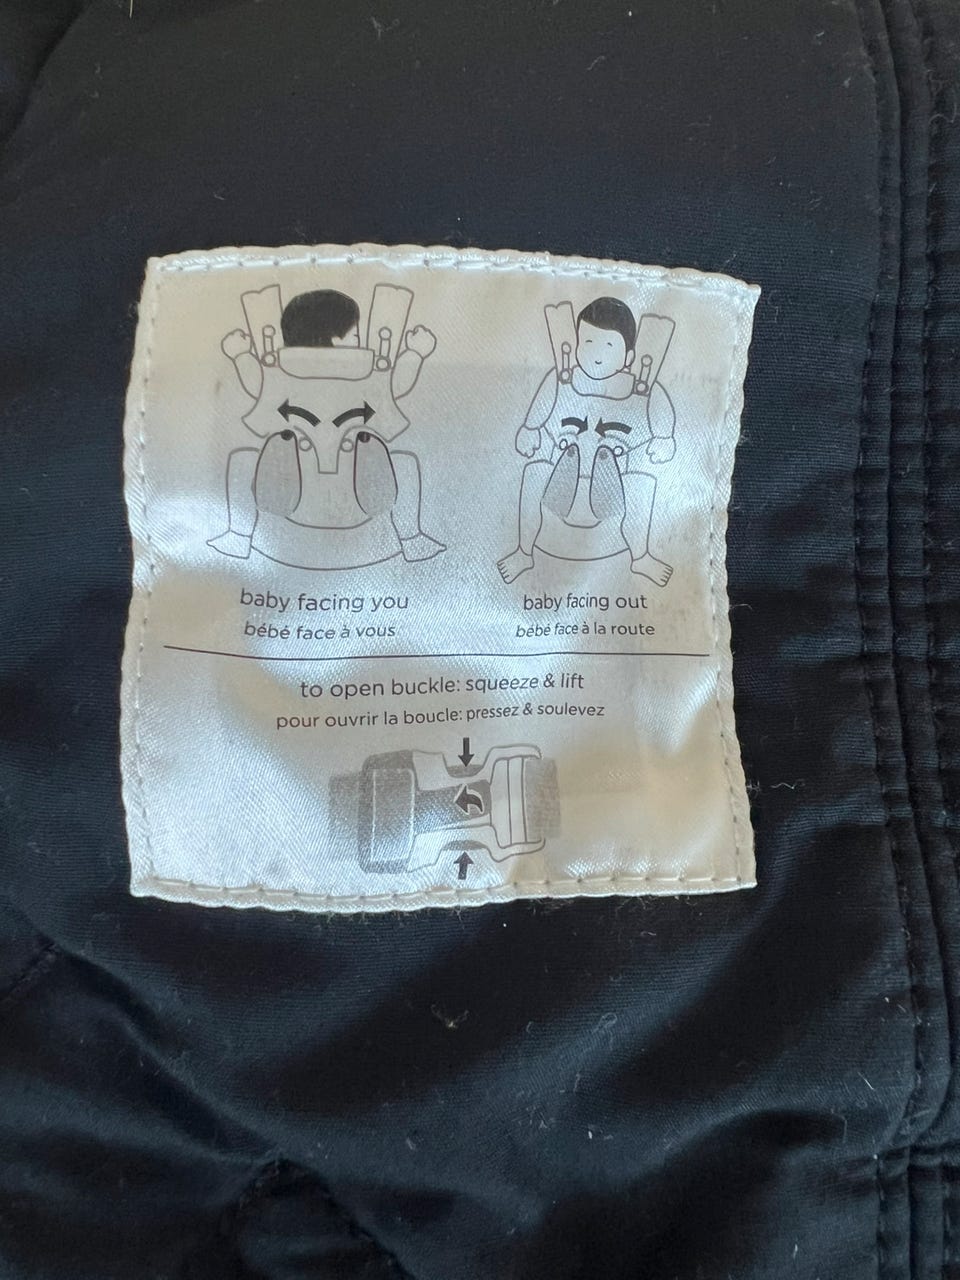 baby facing you
bébé face à vous
baby facing out
bébé face à la route
to open buckle: squeeze & lift
pour ouvrir la boucle: pressez & soulevez